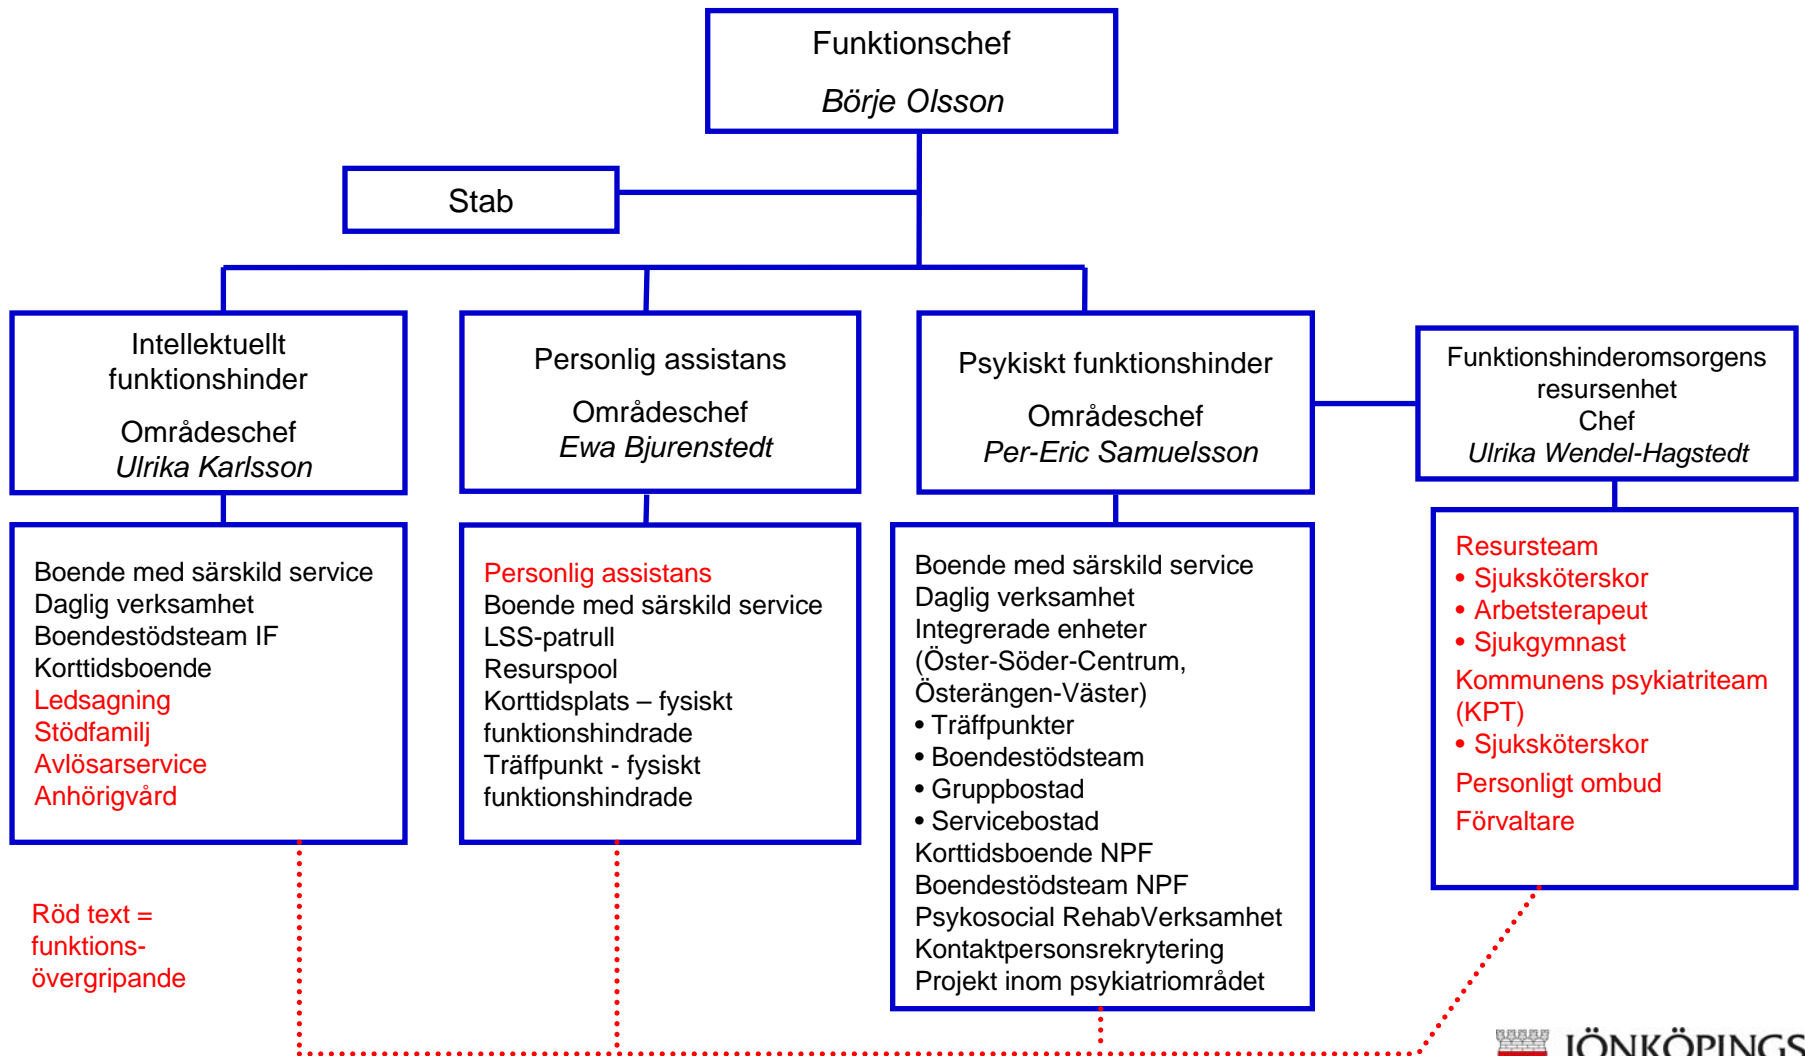 Funktionschef
Börje Olsson
Stab
Intellektuellt
funktionshinder
Områdeschef
Ulrika Karlsson
Personlig assistans
Områdeschef
Ewa Bjurenstedt
Psykiskt funktionshinder
Områdeschef
Per-Eric Samuelsson
Funktionshinderomsorgens
resursenhet
Chef
Ulrika Wendel-Hagstedt
Boende med särskild service
Daglig verksamhet
Boendestödsteam IF
Korttidsboende
Ledsagning
Stödfamilj
Avlösarservice
Anhörigvård
Personlig assistans
Boende med särskild service
LSS-patrull
Resurspool
Korttidsplats – fysiskt
funktionshindrade
Träffpunkt - fysiskt
funktionshindrade
Boende med särskild service
Daglig verksamhet
Integrerade enheter
(Öster-Söder-Centrum,
Österängen-Väster)
• Träffpunkter
• Boendestödsteam
• Gruppbostad
• Servicebostad
Korttidsboende NPF
Boendestödsteam NPF
Psykosocial RehabVerksamhet
Kontaktpersonsrekrytering
Projekt inom psykiatriområdet
Resursteam
• Sjuksköterskor
• Arbetsterapeut
• Sjukgymnast
Kommunens psykiatriteam
(KPT)
• Sjuksköterskor
Personligt ombud
Förvaltare
Röd text =
funktions-
övergripande
JÖNKÖPINGS